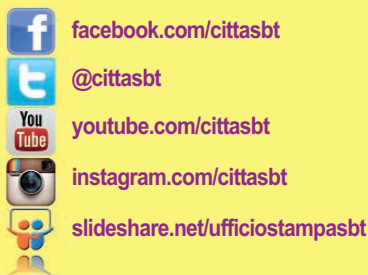 facebook.com/cittasbt
@cittasbt
You
Tube
youtube.com/cittasbt
instagram.com/cittasbt
slideshare.net/ufficiostampasbt